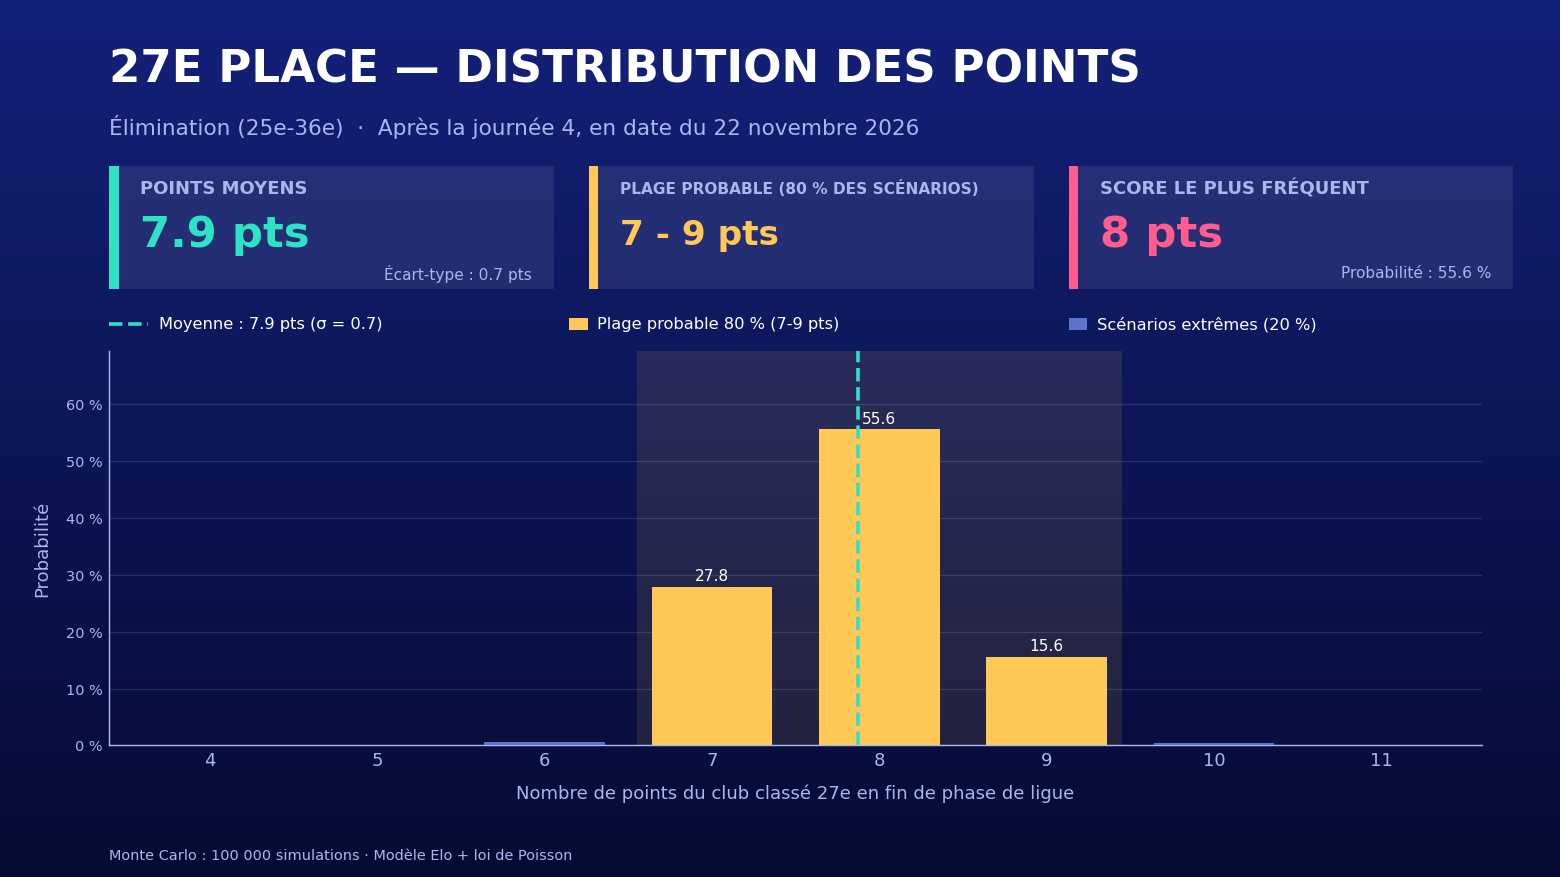 27E PLACE — DISTRIBUTION DES POINTS
Élimination (25e-36e) · Après la journée 4, en date du 22 novembre 2026
POINTS MOYENS
7.9 pts
Écart-type : 0.7 pts
PLAGE PROBABLE (80 % DES SCÉNARIOS)
7 - 9 pts
SCORE LE PLUS FRÉQUENT
8 pts
Probabilité : 55.6 %
Moyenne : 7.9 pts (σ = 0.7)
Plage probable 80 % (7-9 pts)
Scénarios extrêmes (20 %)
Probabilité
60 %
50 %
40 %
30 %
20 %
10 %
0 %
27.8
55.6
15.6
4 5 6 7 8 9 10 11
Nombre de points du club classé 27e en fin de phase de ligue
Monte Carlo : 100 000 simulations · Modèle Elo + loi de Poisson